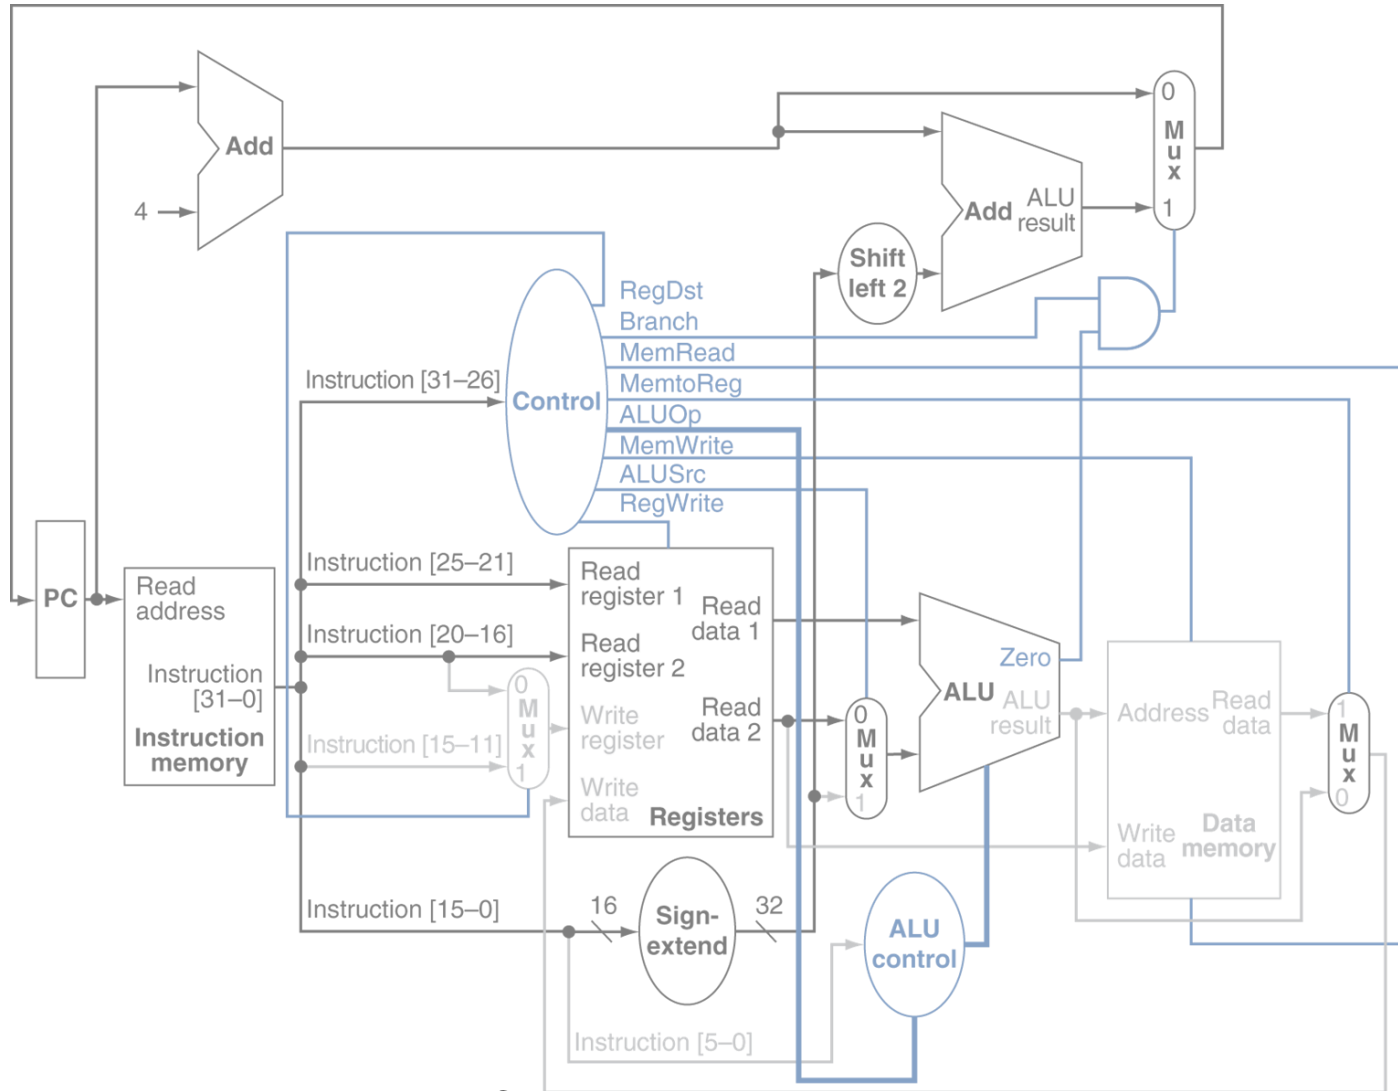 0
M
u
x
1
Add
4
Add
ALU
result
Shift
left 2
RegDst
Branch
MemRead
MemtoReg
ALUOp
MemWrite
ALUSrc
RegWrite
Instruction [31–26]
Control
PC
Read
address
Instruction
[31–0]
Instruction
memory
Instruction [25–21]
Instruction [20–16]
Instruction [15–11]
0
M
u
x
1
Read
register 1
Read
register 2
Write
register
Write
data
Read
data 1
Read
data 2
Registers
0
M
u
x
1
Zero
ALU
ALU
result
Address
Read
data
Write
data
Data
memory
1
M
u
x
0
Instruction [15–0]
16
Sign-
extend
32
ALU
control
Instruction [5–0]